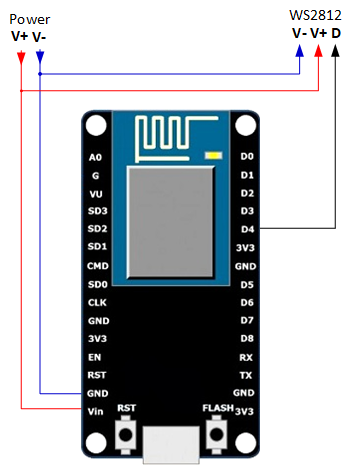 Power
V+ V-
WS2812
V- V+ D
A0
G
VU
SD3
SD2
SD1
CMD
SD0
CLK
GND
3V3
EN
RST
GND
Vin
D0
D1
D2
D3
D4
3V3
GND
D5
D6
D7
D8
RX
TX
GND
3V3
RST
FLASH